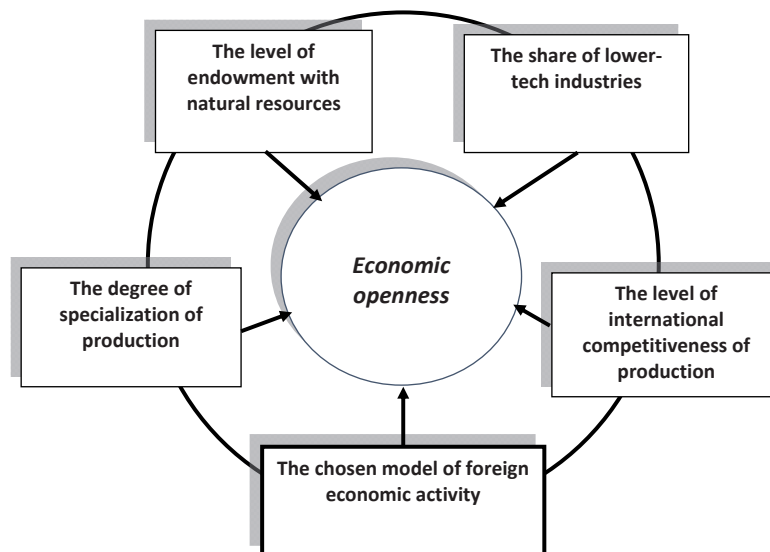 The level of
endowment with
natural resources
The share of lower-
tech industries
Economic
openness
The degree of
specialization of
production
The level of
international
competitiveness of
production
The chosen model of foreign
economic activity